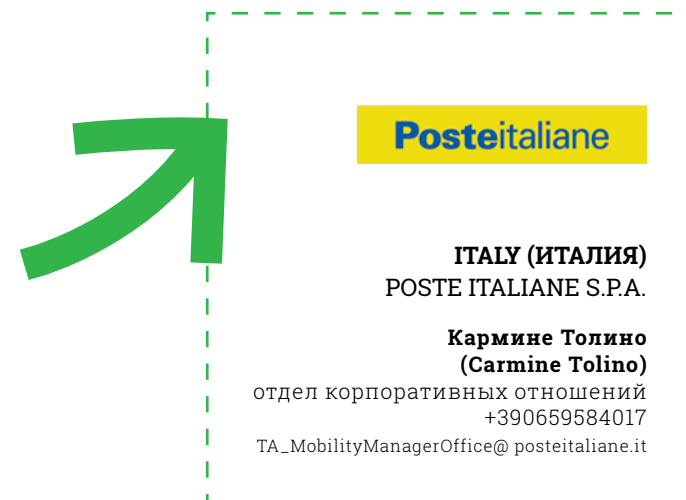 Posteitaliane
ITALY (ИТАЛИЯ)
POSTE ITALIANE S.P.A.
Кармине Толино
(Carmine Tolino)
отдел корпоративных отношений
+390659584017
TA_MobilityManagerOffice@ posteitaliane.it